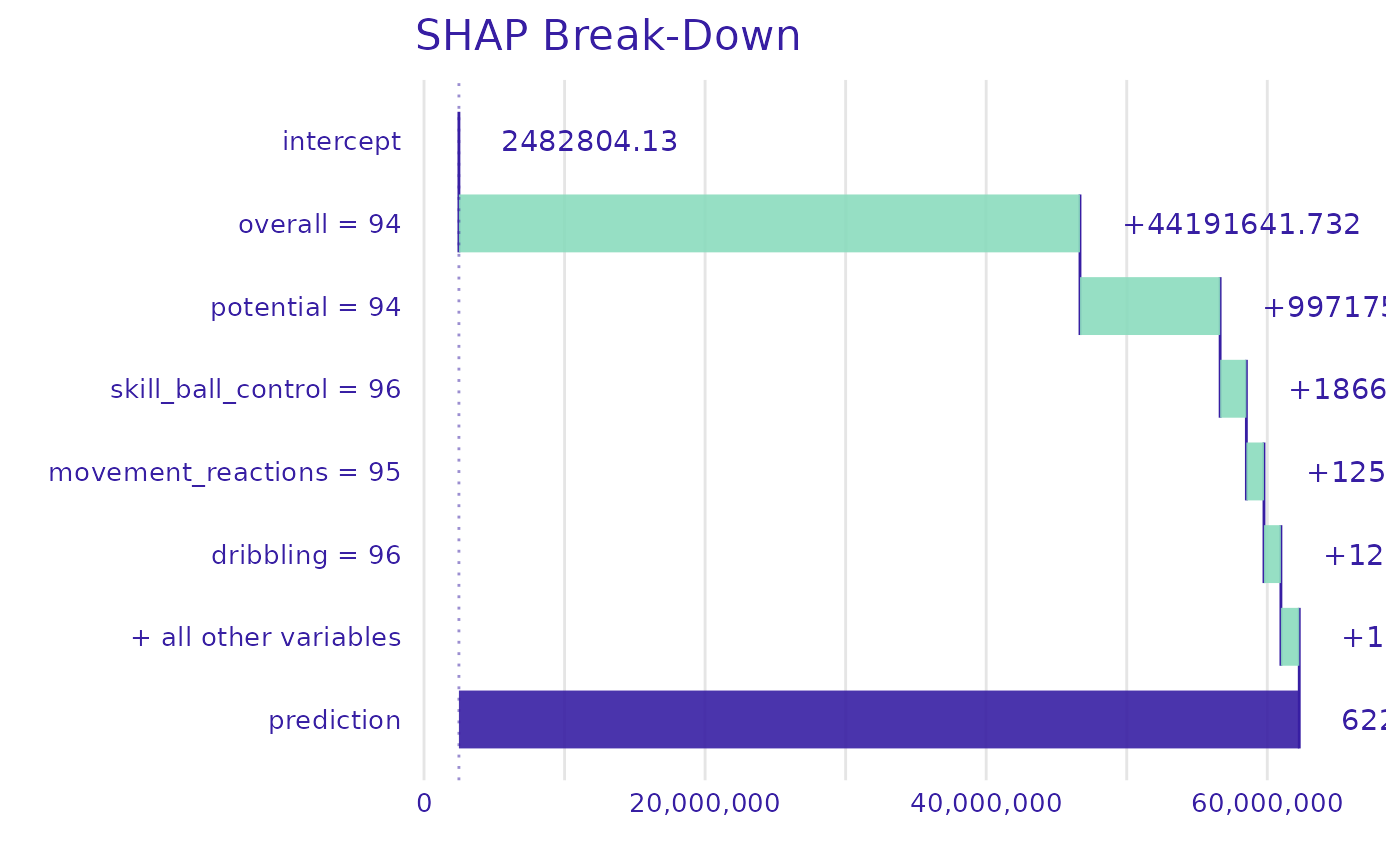 SHAP Break-Down
intercept
2482804.13
overall = 94
+44191641.732
potential = 94
+997175
skill_ball_control = 96
+1866
movement_reactions = 95
+125
dribbling = 96
+12
+ all other variables
+1
prediction
622
0
20,000,000
40,000,000
60,000,000